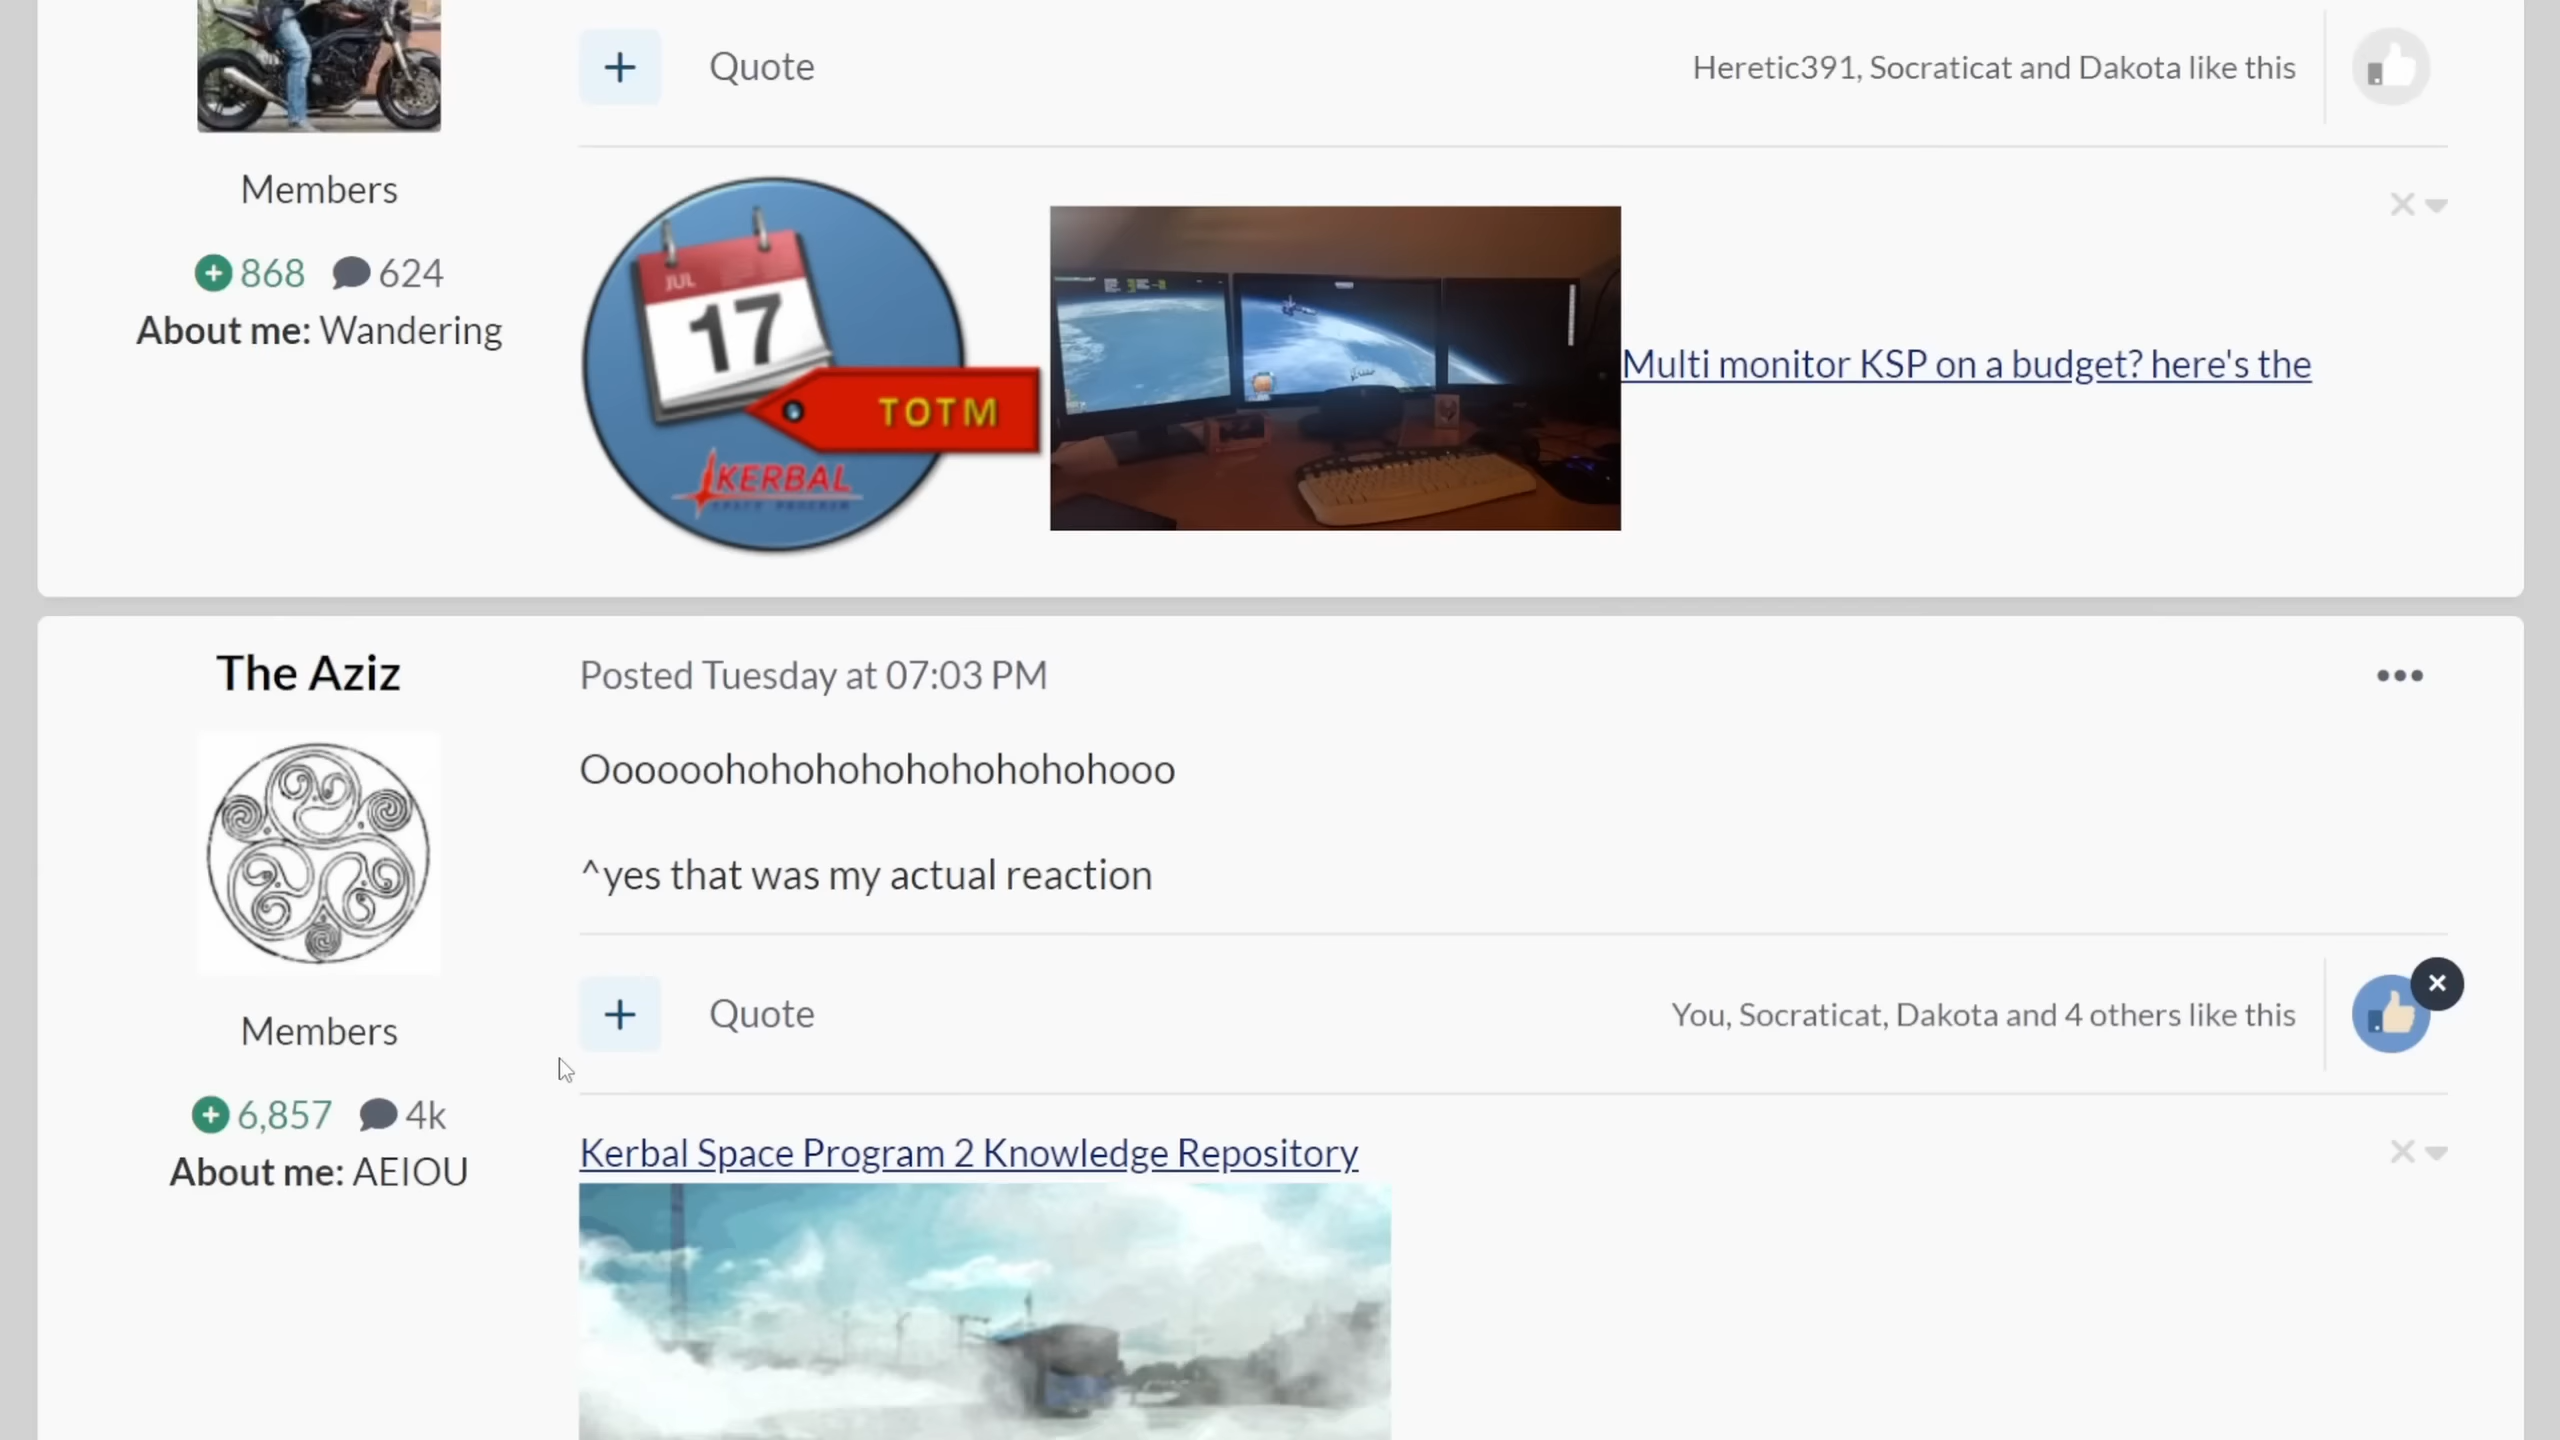 Quote
Heretic391, Socraticat and Dakota like this
Members
868 624
About me: Wandering
JUL
17
TOTM
KERBAL
SPACE PROGRAM
Multi monitor KSP on a budget? here's the
The Aziz
Posted Tuesday at 07:03 PM
Oooooohohohohohohohohohooo
^yes that was my actual reaction
Quote
You, Socraticat, Dakota and 4 others like this
Members
6,857 4k
About me: AEIOU
Kerbal Space Program 2 Knowledge Repository